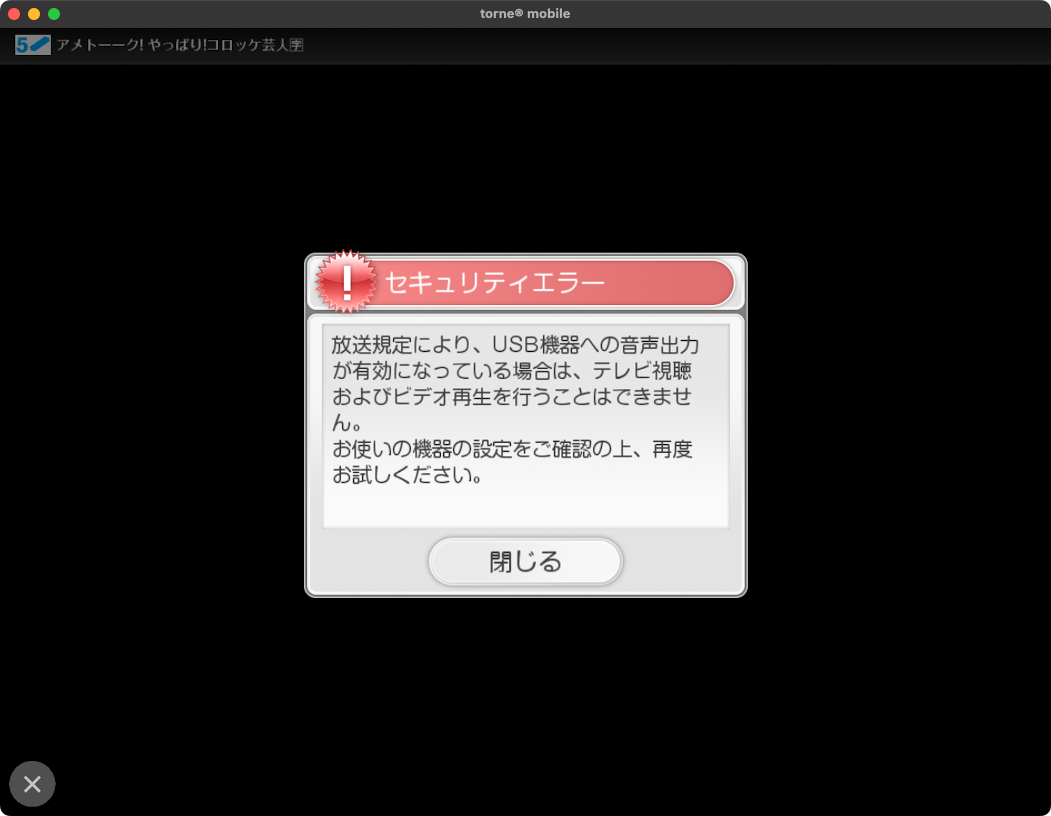 torne® mobile
5 アメトーーク! やっぱり!コロッケ芸人🈑
セキュリティエラー
放送規定により、USB機器への音声出力
が有効になっている場合は、テレビ視聴
およびビデオ再生を行うことはできませ
ん。
お使いの機器の設定をご確認の上、再度
お試しください。
閉じる